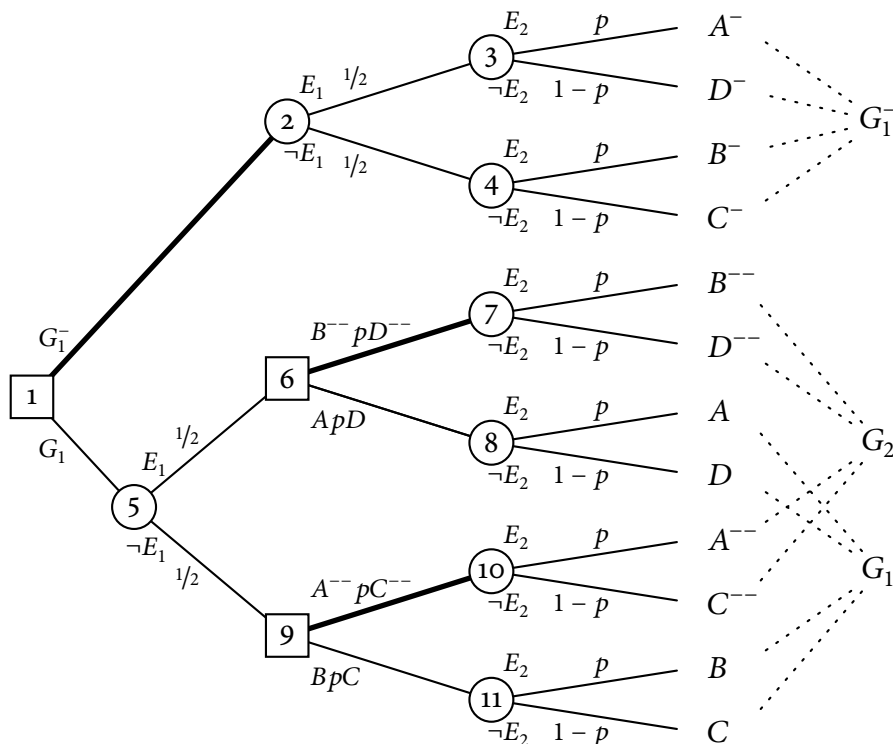 E₂ p A⁻
3
E₁ 1/2 ¬E₂ 1 − p D⁻
2 G₁⁻
¬E₁ 1/2 E₂ p B⁻
4
¬E₂ 1 − p C⁻
E₂ p B⁻⁻
G₁⁻ B⁻⁻pD⁻⁻ 7
6 ¬E₂ 1 − p D⁻⁻
1
ApD E₂ p A
G₁ 1/2 8 G₂
E₁ ¬E₂ 1 − p D
5
¬E₁ E₂ p A⁻⁻
1/2 A⁻⁻pC⁻⁻ 10 G₁
9 ¬E₂ 1 − p C⁻⁻
BpC E₂ p B
11
¬E₂ 1 − p C